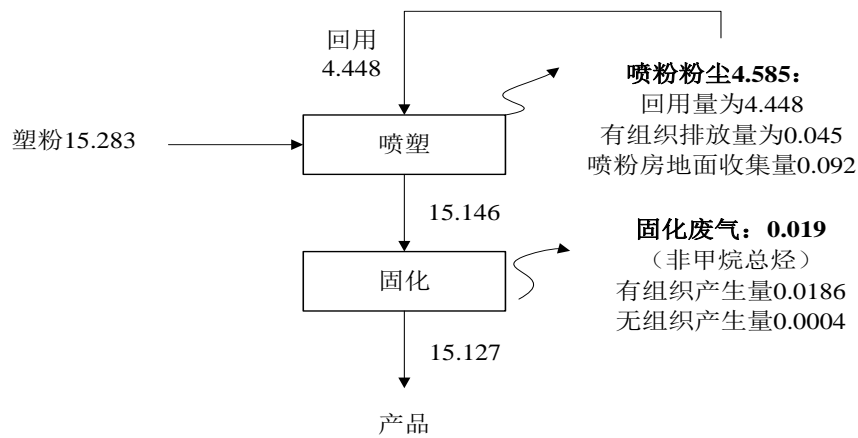 回用
4.448
喷粉粉尘4.585：
回用量为4.448
有组织排放量为0.045
喷粉房地面收集量0.092
塑粉15.283
喷塑
15.146
固化废气：0.019
（非甲烷总烃）
有组织产生量0.0186
无组织产生量0.0004
固化
15.127
产品